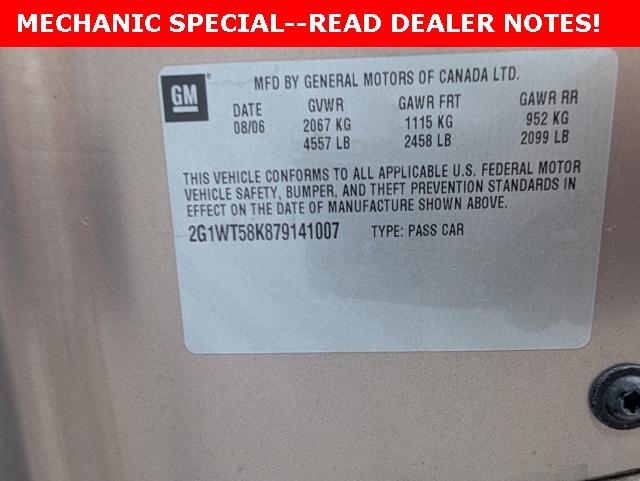 MECHANIC SPECIAL--READ DEALER NOTES!
GM®
MFD BY GENERAL MOTORS OF CANADA LTD.
DATE GVWR GAWR FRT GAWR RR
08/06 2067 KG 1115 KG 952 KG
4557 LB 2458 LB 2099 LB
THIS VEHICLE CONFORMS TO ALL APPLICABLE U.S. FEDERAL MOTOR
VEHICLE SAFETY, BUMPER, AND THEFT PREVENTION STANDARDS IN
EFFECT ON THE DATE OF MANUFACTURE SHOWN ABOVE.
2G1WT58K879141007 TYPE: PASS CAR